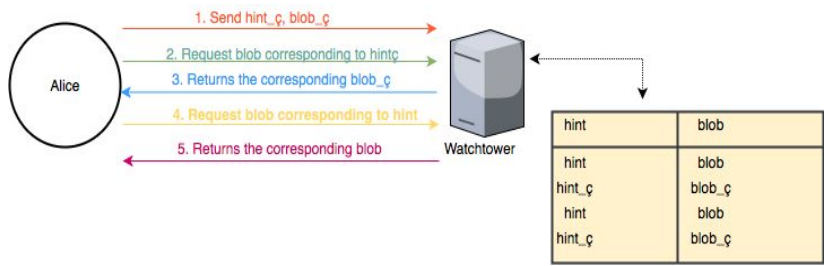 1. Send hint_ç, blob_ç
2. Request blob corresponding to hintç
3. Returns the corresponding blob_ç
4. Request blob corresponding to hint
5. Returns the corresponding blob
Alice
Watchtower
hint blob
hint blob
hint_ç blob_ç
hint blob
hint_ç blob_ç